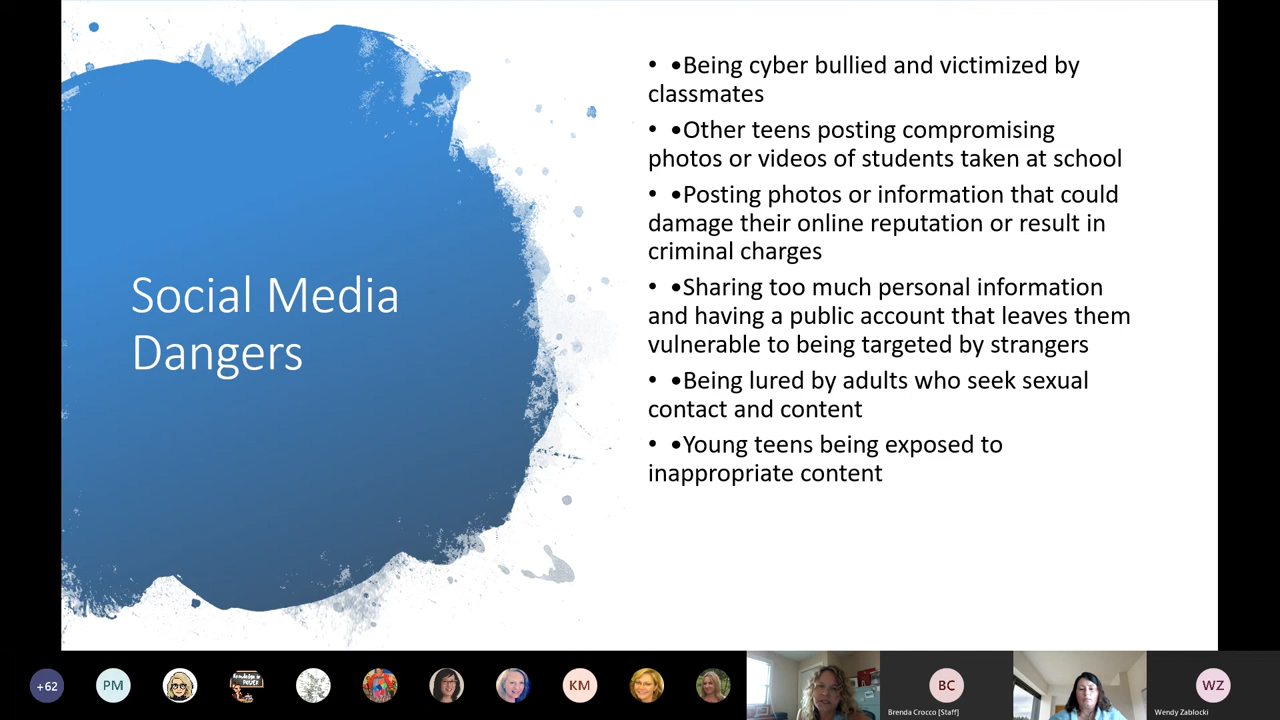 Social Media
Dangers
• •Being cyber bullied and victimized by
classmates
• •Other teens posting compromising
photos or videos of students taken at school
• •Posting photos or information that could
damage their online reputation or result in
criminal charges
• •Sharing too much personal information
and having a public account that leaves them
vulnerable to being targeted by strangers
• •Being lured by adults who seek sexual
contact and content
• •Young teens being exposed to
inappropriate content
+62
PM
Knowledge is
POWER
KM
BC
Brenda Crocco [Staff]
WZ
Wendy Zablocki